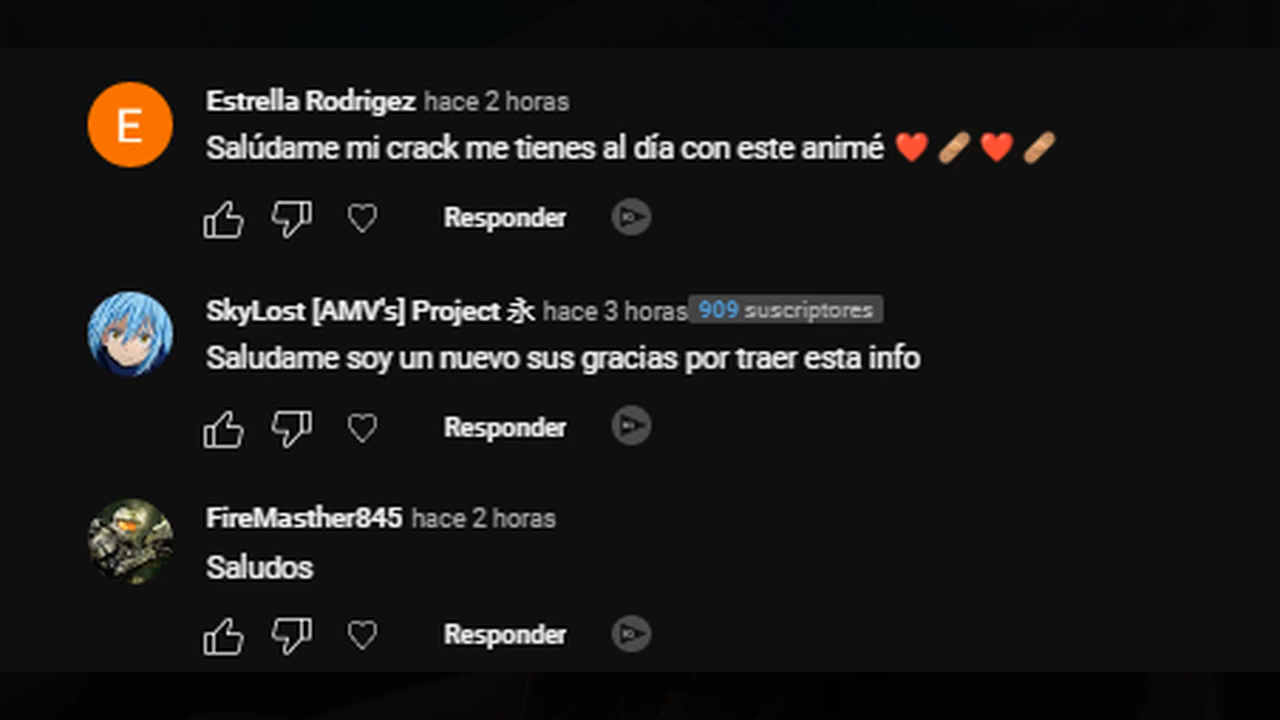 E
Estrella Rodrigez hace 2 horas
Salúdame mi crack me tienes al día con este animé ❤️🩹❤️🩹
Responder
SkyLost [AMV's] Project 永 hace 3 horas 909 suscriptores
Saludame soy un nuevo sus gracias por traer esta info
Responder
FireMasther845 hace 2 horas
Saludos
Responder